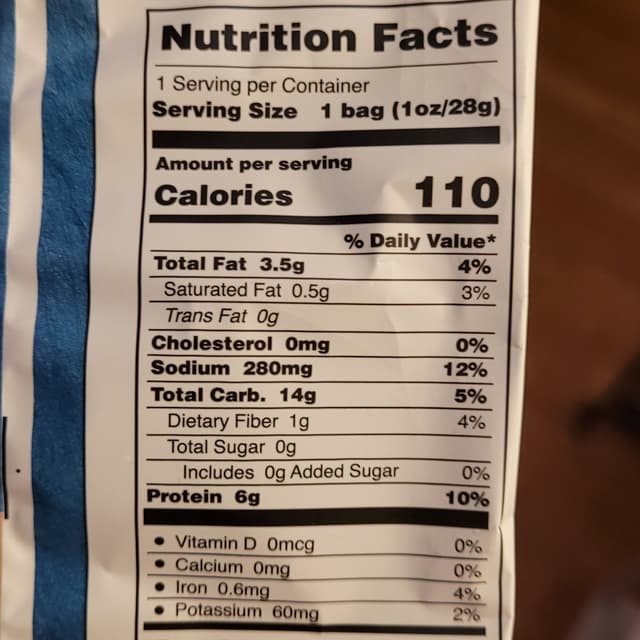 Nutrition Facts
1 Serving per Container
Serving Size 1 bag (1oz/28g)
Amount per serving
Calories 110
% Daily Value*
Total Fat 3.5g 4%
Saturated Fat 0.5g 3%
Trans Fat 0g
Cholesterol 0mg 0%
Sodium 280mg 12%
Total Carb. 14g 5%
Dietary Fiber 1g 4%
Total Sugar 0g
Includes 0g Added Sugar 0%
Protein 6g 10%
• Vitamin D 0mcg 0%
• Calcium 0mg 0%
• Iron 0.6mg 4%
• Potassium 60mg 2%